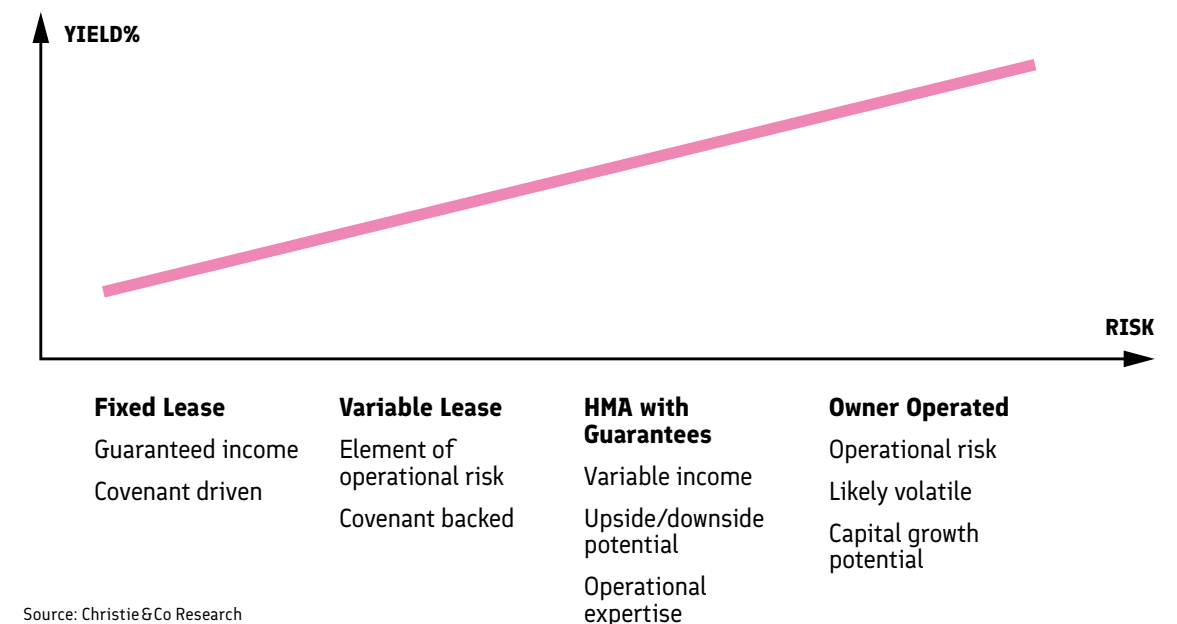 YIELD%
RISK
Fixed Lease
Guaranteed income
Covenant driven
Variable Lease
Element of
operational risk
Covenant backed
HMA with
Guarantees
Variable income
Upside/downside
potential
Operational
expertise
Owner Operated
Operational risk
Likely volatile
Capital growth
potential
Source: Christie&Co Research